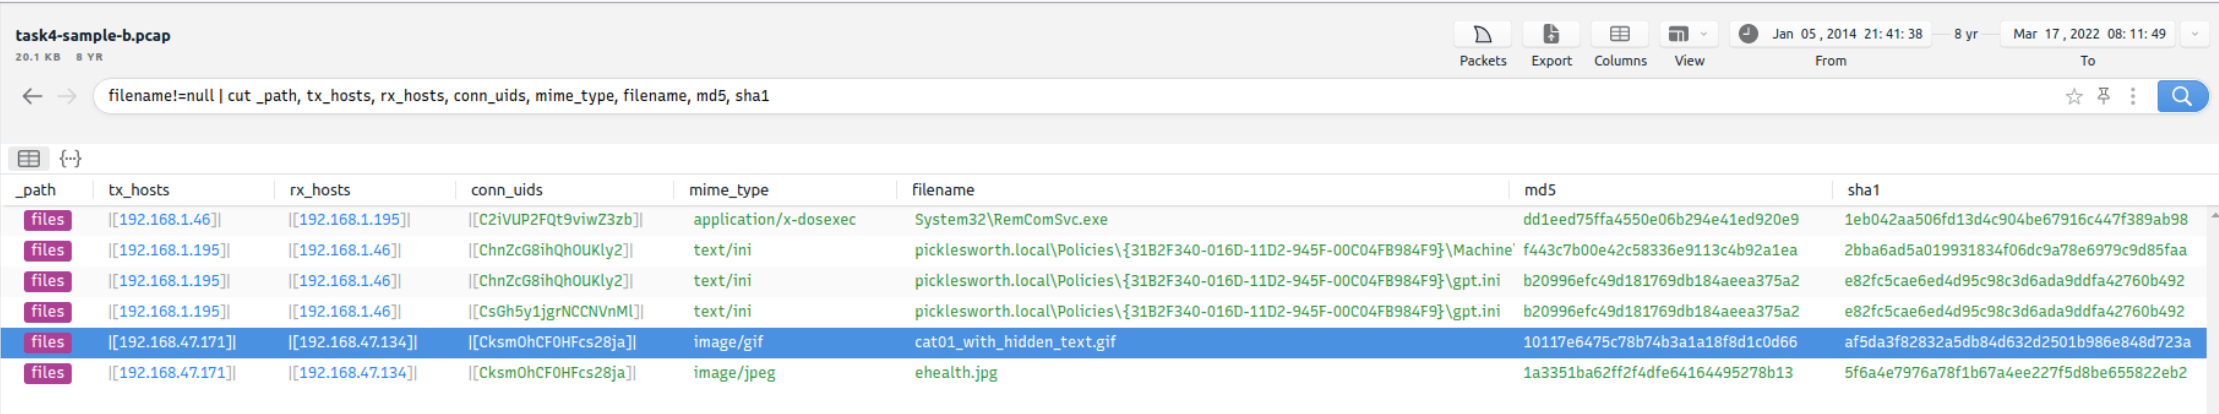 task4-sample-b.pcap
20.1 KB 8 YR
Packets Export Columns View
Jan 05 , 2014 21: 41: 38 8 yr Mar 17 , 2022 08: 11: 49
From To
filename!=null | cut _path, tx_hosts, rx_hosts, conn_uids, mime_type, filename, md5, sha1
_path tx_hosts rx_hosts conn_uids mime_type filename md5 sha1
files |[192.168.1.46]| |[192.168.1.195]| |[C2iVUP2FQt9viwZ3zb]| application/x-dosexec System32\RemComSvc.exe dd1eed75ffa4550e06b294e41ed920e9 1eb042aa506fd13d4c904be67916c447f389ab98
files |[192.168.1.195]| |[192.168.1.46]| |[ChnZcG8ihQhOUKly2]| text/ini picklesworth.local\Policies\{31B2F340-016D-11D2-945F-00C04FB984F9}\Machine\ f443c7b00e42c58336e9113c4b92a1ea 2bba6ad5a019931834f06dc9a78e6979c9d85faa
files |[192.168.1.195]| |[192.168.1.46]| |[ChnZcG8ihQhOUKly2]| text/ini picklesworth.local\Policies\{31B2F340-016D-11D2-945F-00C04FB984F9}\gpt.ini b20996efc49d181769db184aeea375a2 e82fc5cae6ed4d95c98c3d6ada9ddfa42760b492
files |[192.168.1.195]| |[192.168.1.46]| |[CsGh5y1jgrNCCNVnMl]| text/ini picklesworth.local\Policies\{31B2F340-016D-11D2-945F-00C04FB984F9}\gpt.ini b20996efc49d181769db184aeea375a2 e82fc5cae6ed4d95c98c3d6ada9ddfa42760b492
files |[192.168.47.171]| |[192.168.47.134]| |[CksmOhCF0HFcs28ja]| image/gif cat01_with_hidden_text.gif 10117e6475c78b74b3a1a18f8d1c0d66 af5da3f82832a5db84d632d2501b986e848d723a
files |[192.168.47.171]| |[192.168.47.134]| |[CksmOhCF0HFcs28ja]| image/jpeg ehealth.jpg 1a3351ba62ff2f4dfe64164495278b13 5f6a4e7976a78f1b67a4ee227f5d8be655822eb2